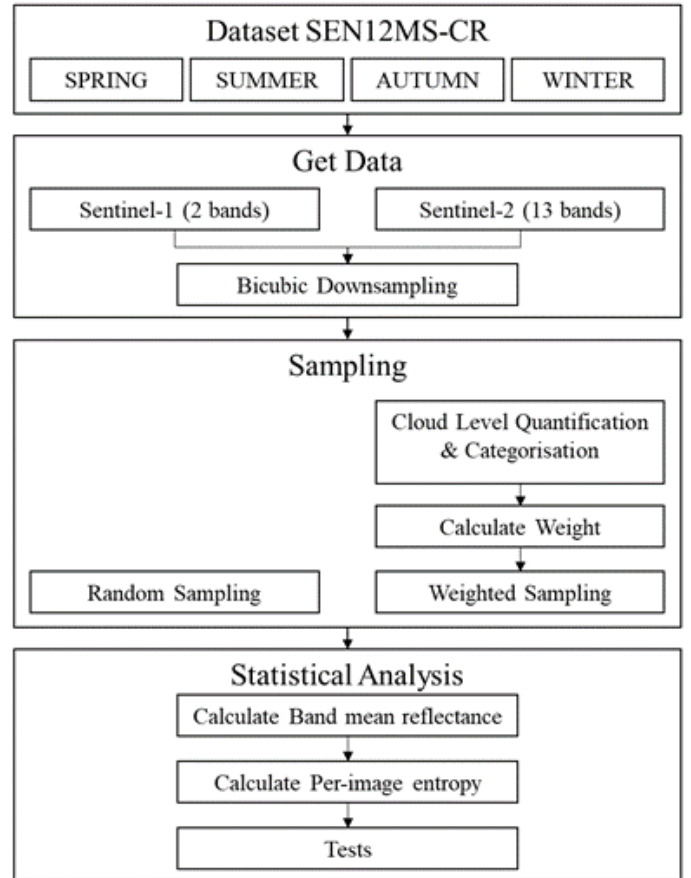 Dataset SEN12MS-CR
SPRING
SUMMER
AUTUMN
WINTER
Get Data
Sentinel-1 (2 bands)
Sentinel-2 (13 bands)
Bicubic Downsampling
Sampling
Cloud Level Quantification
& Categorisation
Calculate Weight
Random Sampling
Weighted Sampling
Statistical Analysis
Calculate Band mean reflectance
Calculate Per-image entropy
Tests